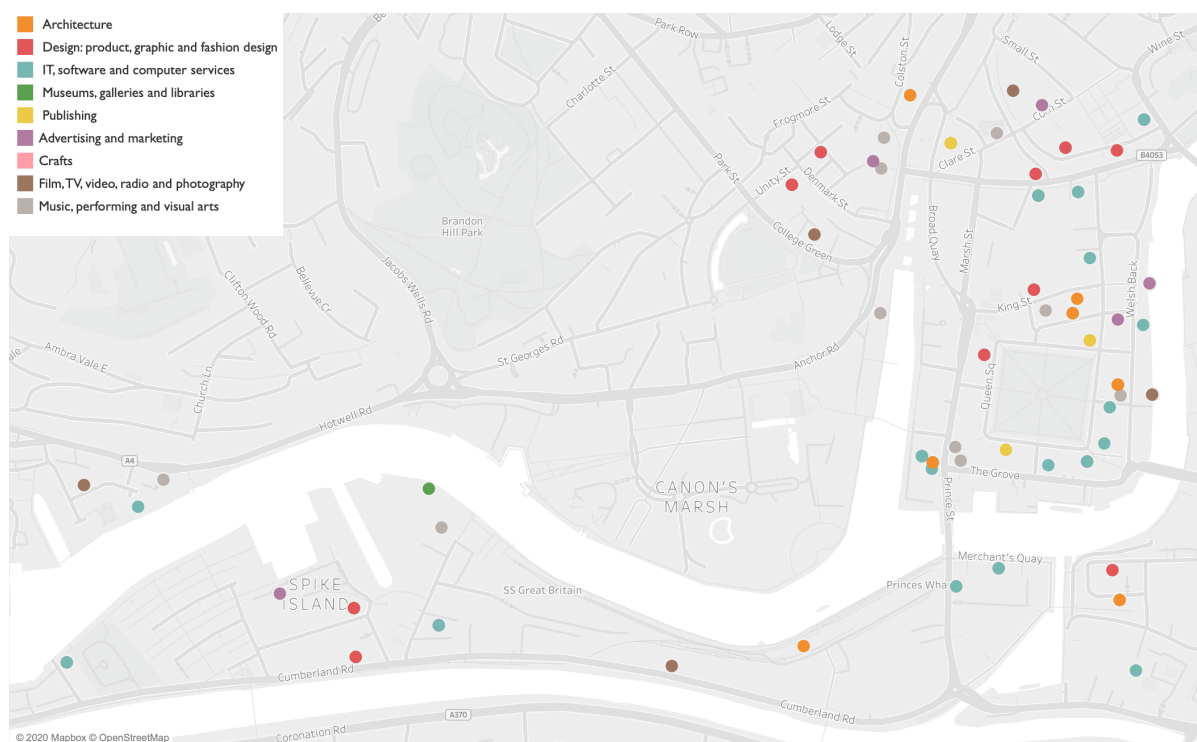 Architecture
Design: product, graphic and fashion design
IT, software and computer services
Museums, galleries and libraries
Publishing
Advertising and marketing
Crafts
Film, TV, video, radio and photography
Music, performing and visual arts
Park Row
Lodge St
Colston St
Small St
Wine St
Charlotte St
Frogmore St
Corn St
Clare St
B4053
Park St
Unity St
Denmark St
Brandon
Hill Park
College Green
Broad Quay
Marsh St
Welsh Back
Jacobs Wells Rd
Clifton Wood Rd
Bellevue Cr
King St
Ambra Vale E
St Georges Rd
Anchor Rd
Church Ln
Queen Sq
Hotwell Rd
A4
The Grove
CANON'S
MARSH
Prince St
Merchant's Quay
SPIKE
ISLAND
SS Great Britain
Princes Wha
Cumberland Rd
Cumberland Rd
A370
Coronation Rd
© 2020 Mapbox © OpenStreetMap